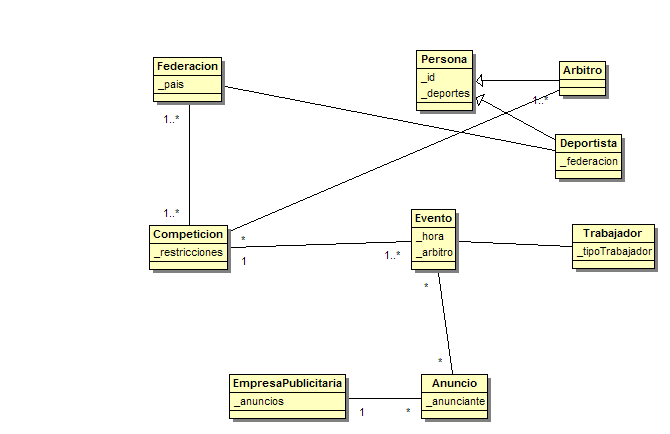 Persona
_id
_deportes
Federacion
_pais
Arbitro
1..*
1..*
Deportista
_federacion
1..*
Competicion
_restricciones
*
1
Evento
_hora
_arbitro
1..*
*
Trabajador
_tipoTrabajador
*
EmpresaPublicitaria
_anuncios
1
*
Anuncio
_anunciante